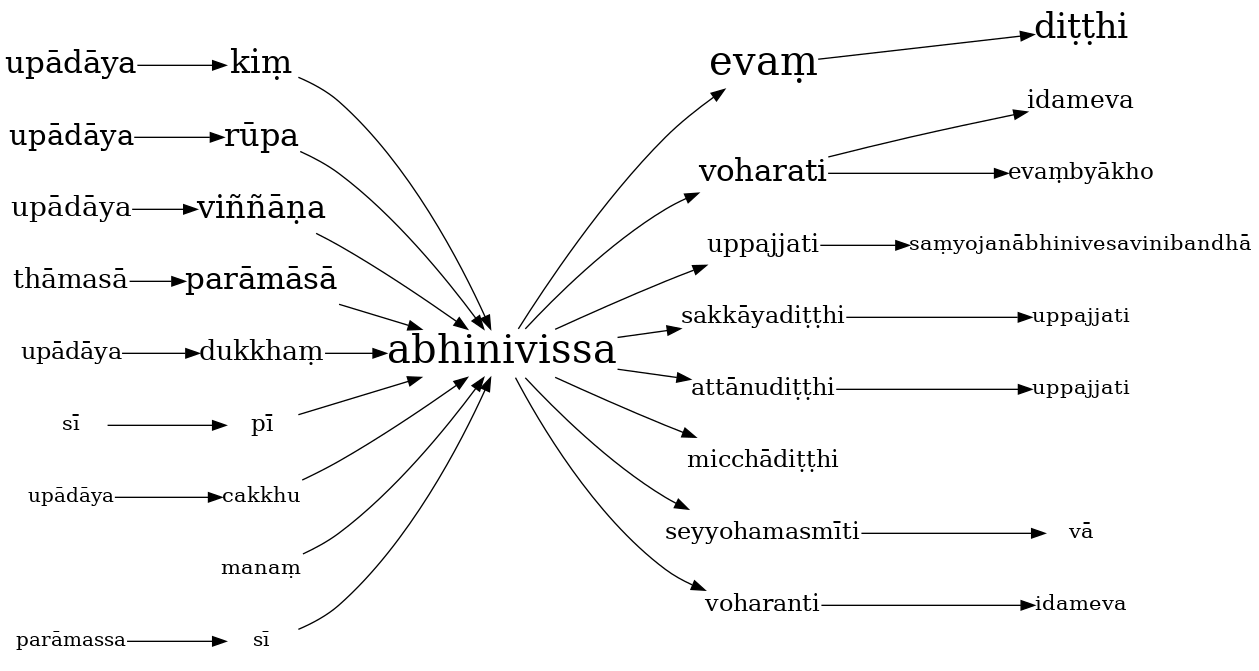 upādāya kiṃ
upādāya rūpa
upādāya viññāṇa
thāmasā parāmāsā
upādāya dukkhaṃ
sī pī
upādāya cakkhu
manaṃ
parāmassa sī
abhinivissa
evaṃ diṭṭhi
voharati idameva
evaṃbyākho
uppajjati saṃyojanābhinivesavinibandhā
sakkāyadiṭṭhi uppajjati
attānudiṭṭhi uppajjati
micchādiṭṭhi
seyyohamasmīti vā
voharanti idameva